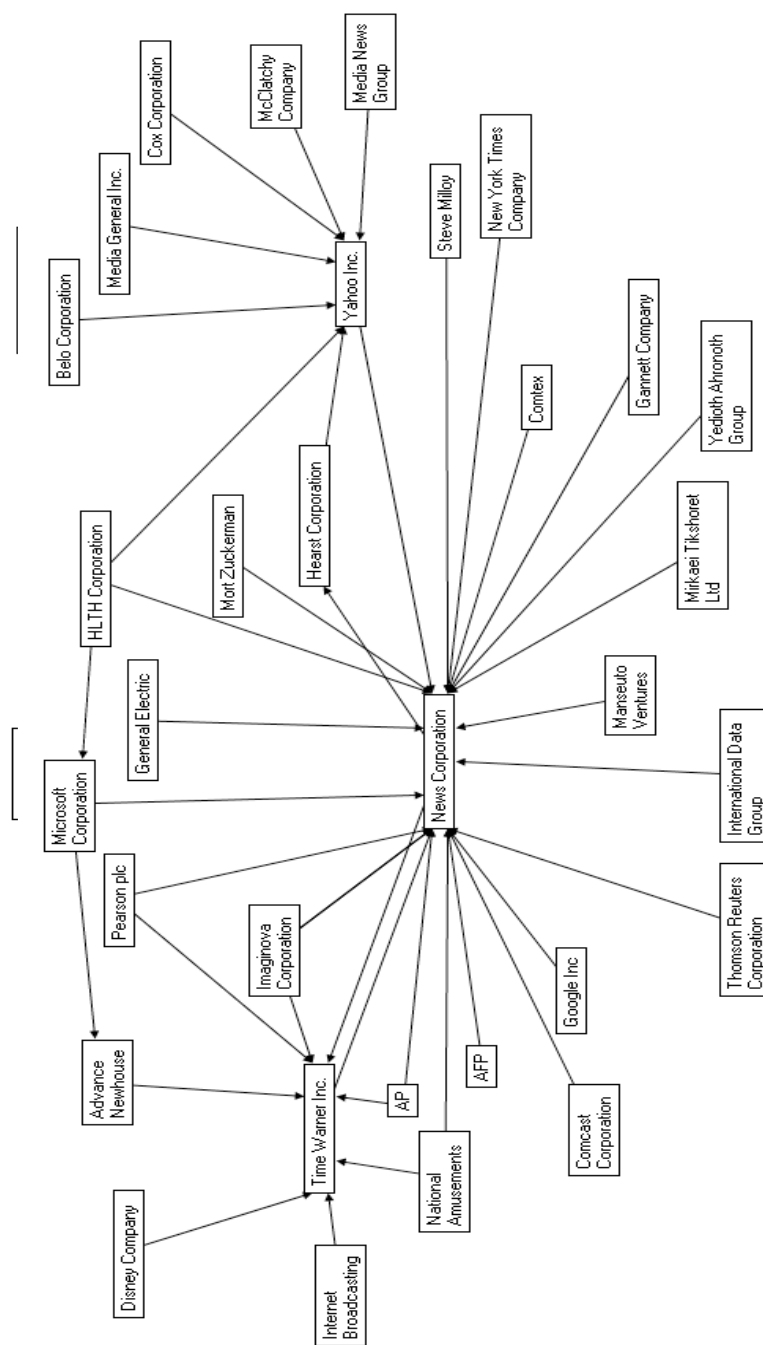 Disney Company
Internet
Broadcasting
Advance
Newhouse
Time Warner Inc.
National
Amusements
AP
AFP
Comcast
Corporation
Google Inc
Imaginova
Corporation
Pearson plc
Microsoft
Corporation
General Electric
News Corporation
Thomson Reuters
Corporation
International Data
Group
Manseuto
Ventures
HLTH Corporation
Mort Zuckerman
Hearst Corporation
Mirkaei Tikshoret
Ltd
Yedioth Ahronoth
Group
Gannett Company
Comtex
New York Times
Company
Steve Milloy
Yahoo Inc.
Belo Corporation
Media General Inc.
Cox Corporation
McClatchy
Company
Media News
Group